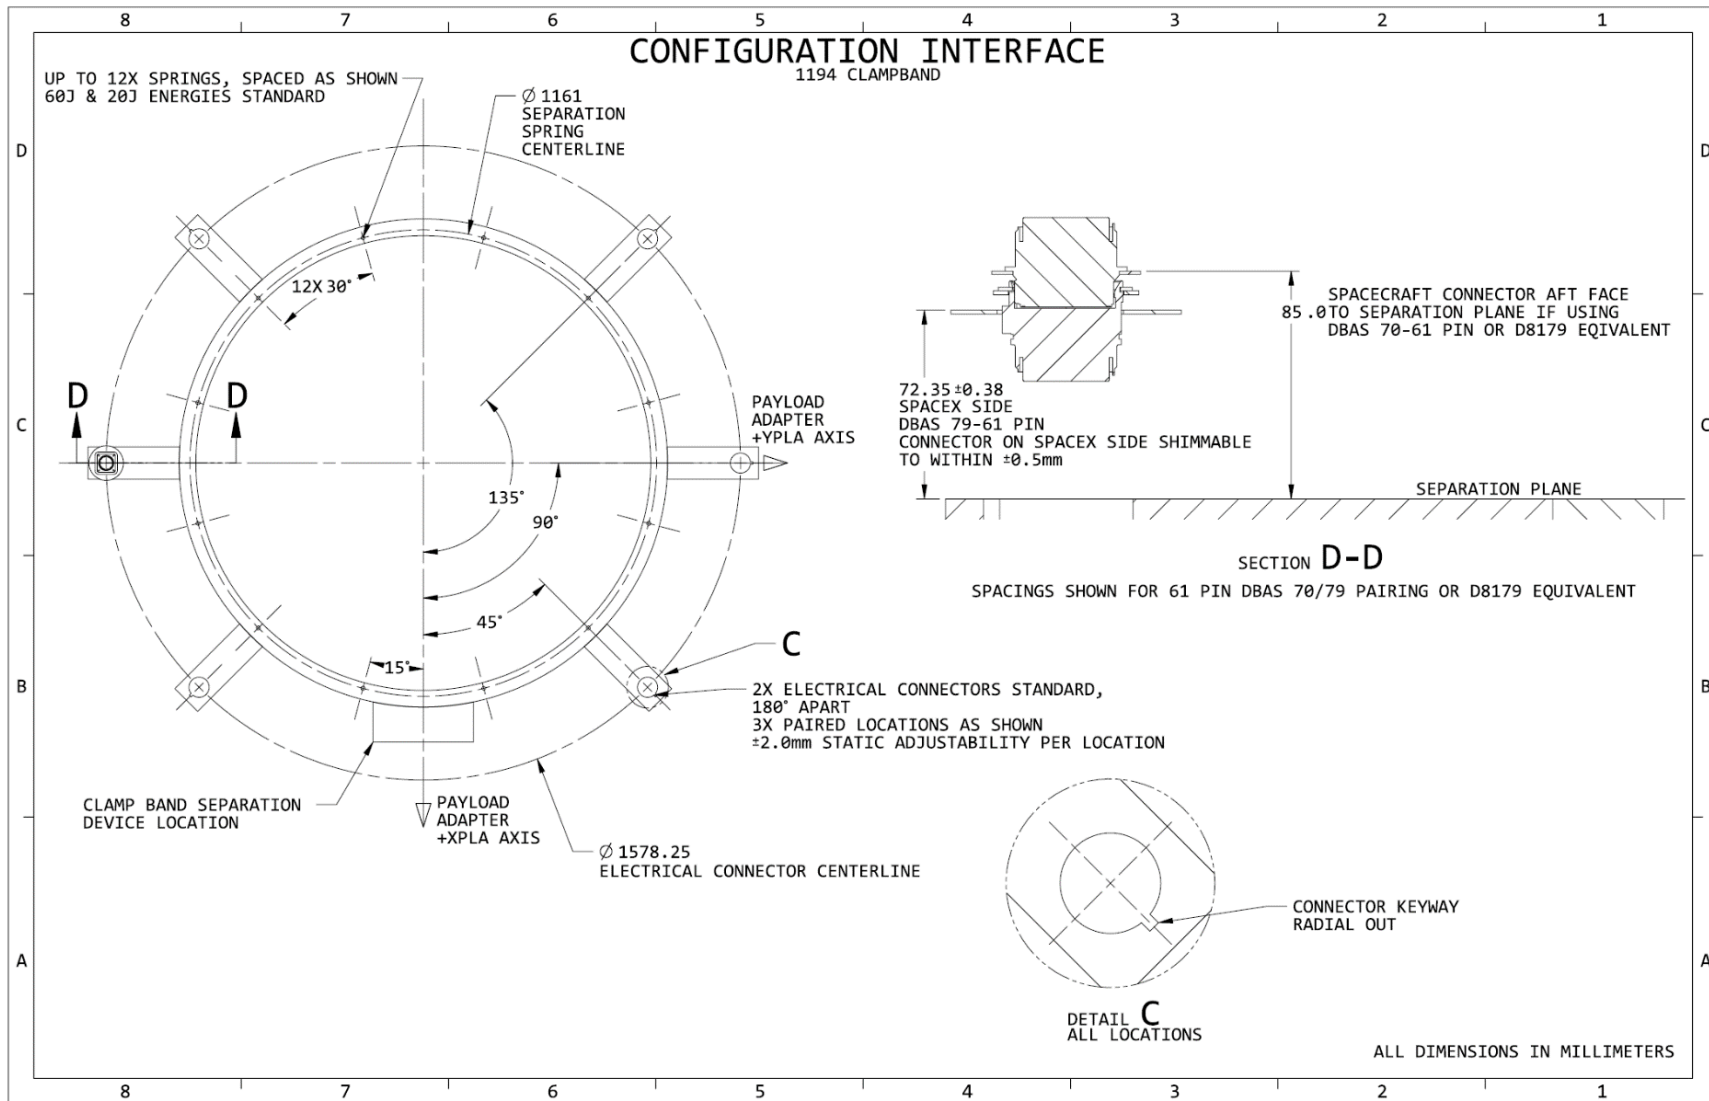 8 7 6 5 4 3 2 1
CONFIGURATION INTERFACE
1194 CLAMPBAND
UP TO 12X SPRINGS, SPACED AS SHOWN
60J & 20J ENERGIES STANDARD
Ø 1161
SEPARATION
SPRING
CENTERLINE
D
D
12X 30°
SPACECRAFT CONNECTOR AFT FACE
85.0 TO SEPARATION PLANE IF USING
DBAS 70-61 PIN OR D8179 EQIVALENT
D
D
C
C
PAYLOAD
ADAPTER
+YPLA AXIS
72.35±0.38
SPACEX SIDE
DBAS 79-61 PIN
CONNECTOR ON SPACEX SIDE SHIMMABLE
TO WITHIN ±0.5mm
135°
90°
SEPARATION PLANE
SECTION D-D
SPACINGS SHOWN FOR 61 PIN DBAS 70/79 PAIRING OR D8179 EQUIVALENT
45°
15°
C
B
B
2X ELECTRICAL CONNECTORS STANDARD,
180° APART
3X PAIRED LOCATIONS AS SHOWN
±2.0mm STATIC ADJUSTABILITY PER LOCATION
CLAMP BAND SEPARATION
DEVICE LOCATION
PAYLOAD
ADAPTER
+XPLA AXIS
Ø 1578.25
ELECTRICAL CONNECTOR CENTERLINE
CONNECTOR KEYWAY
RADIAL OUT
A
A
DETAIL C
ALL LOCATIONS
ALL DIMENSIONS IN MILLIMETERS
8 7 6 5 4 3 2 1